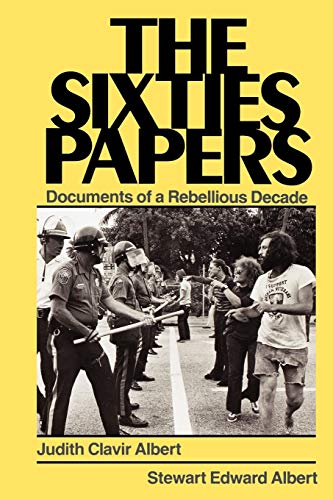 THE
SIXTIES
PAPERS
Documents of a Rebellious Decade
Judith Clavir Albert
Stewart Edward Albert